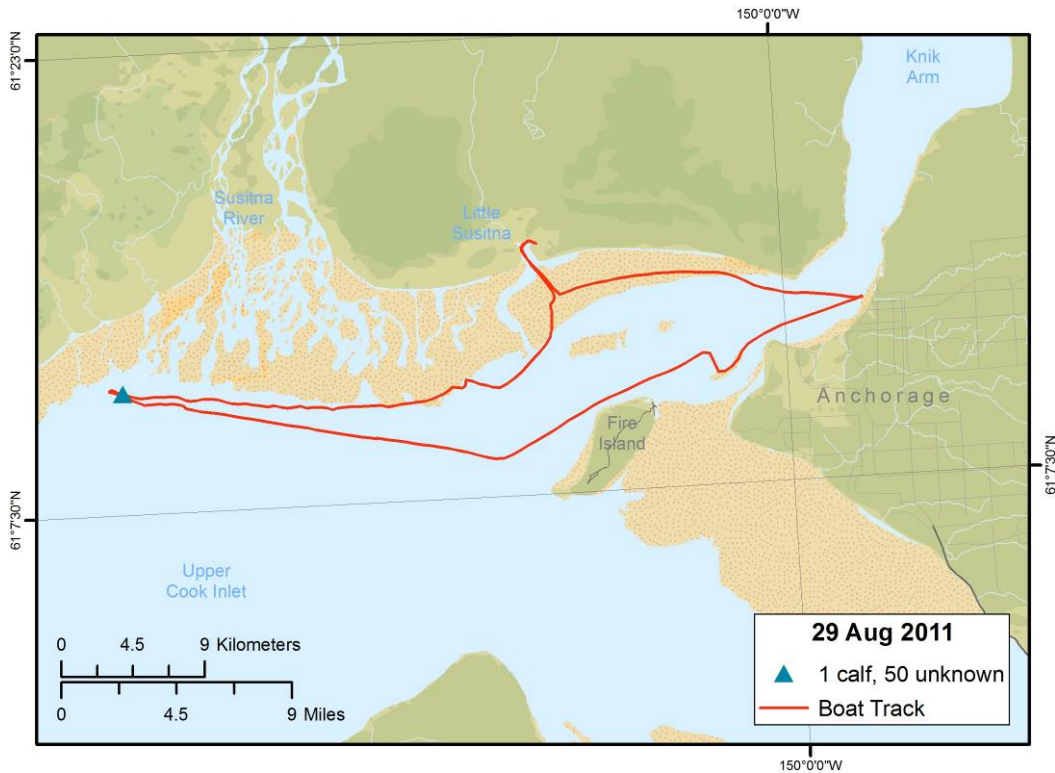 150°0'0"W
61°23'0"N
Knik
Arm
Susitna
River
Little
Susitna
Anchorage
Fire
Island
61°7'30"N
61°7'30"N
Upper
Cook Inlet
0 4.5 9 Kilometers
0 4.5 9 Miles
29 Aug 2011
1 calf, 50 unknown
Boat Track
150°0'0"W